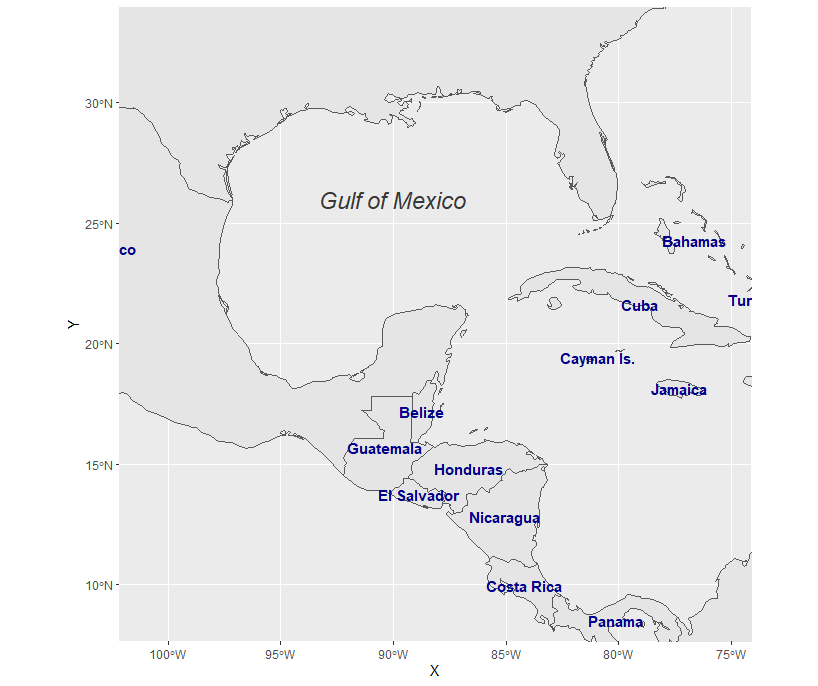 30°N
Gulf of Mexico
25°N
Bahamas
co
Tur
Cuba
20°N
Cayman Is.
Jamaica
Belize
Guatemala
15°N
Honduras
El Salvador
Nicaragua
10°N
Costa Rica
Panama
100°W 95°W 90°W 85°W 80°W 75°W
X
Y